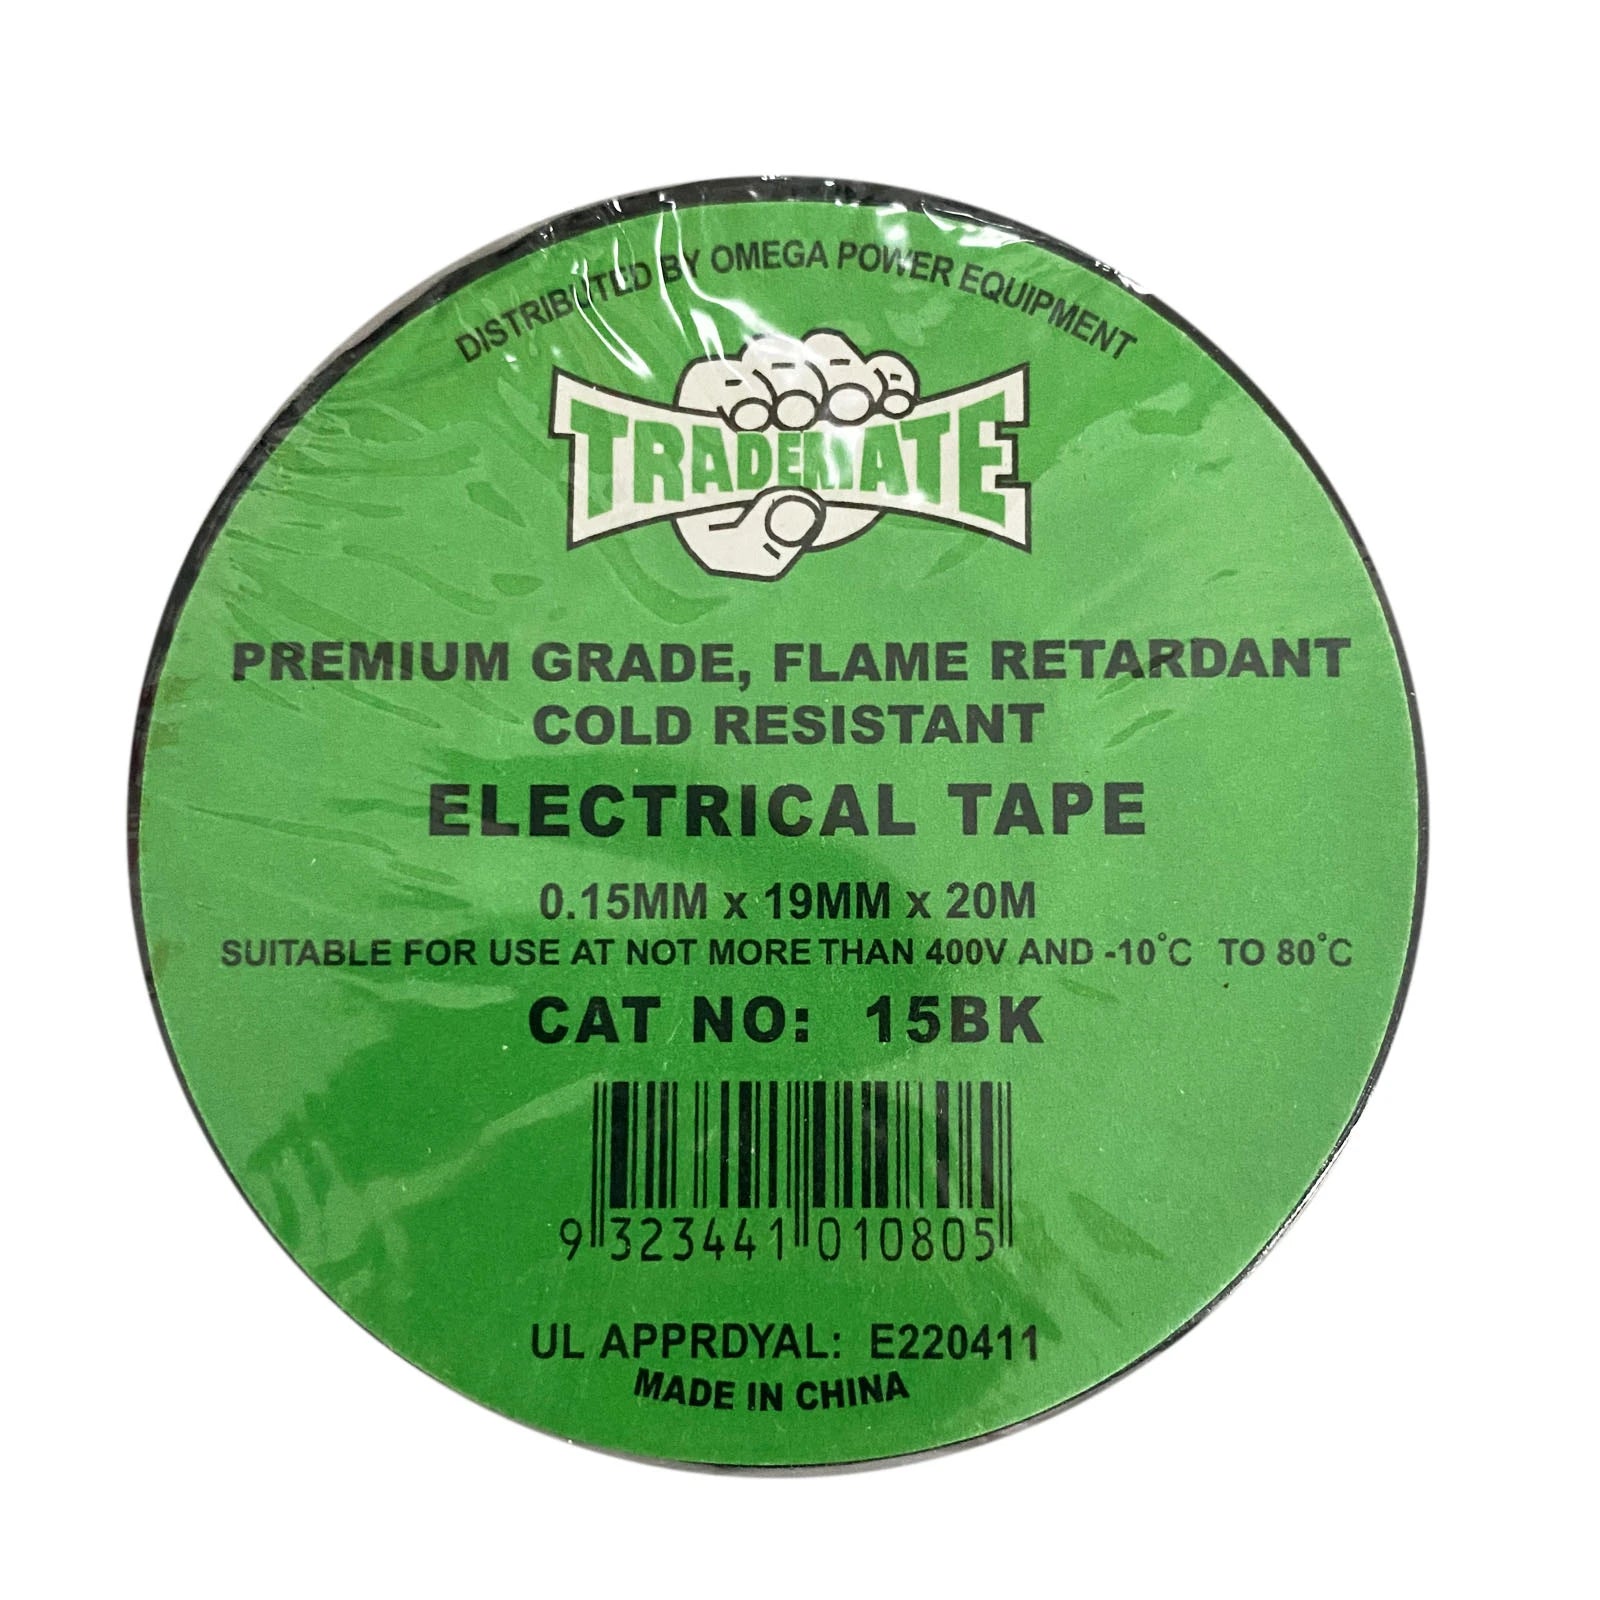 DISTRIBUTED BY OMEGA POWER EQUIPMENT
TRADEMATE
PREMIUM GRADE, FLAME RETARDANT
COLD RESISTANT
ELECTRICAL TAPE
0.15MM x 19MM x 20M
SUITABLE FOR USE AT NOT MORE THAN 400V AND -10°C TO 80°C
CAT NO: 15BK
9 323441 010805
UL APPRDYAL: E220411
MADE IN CHINA